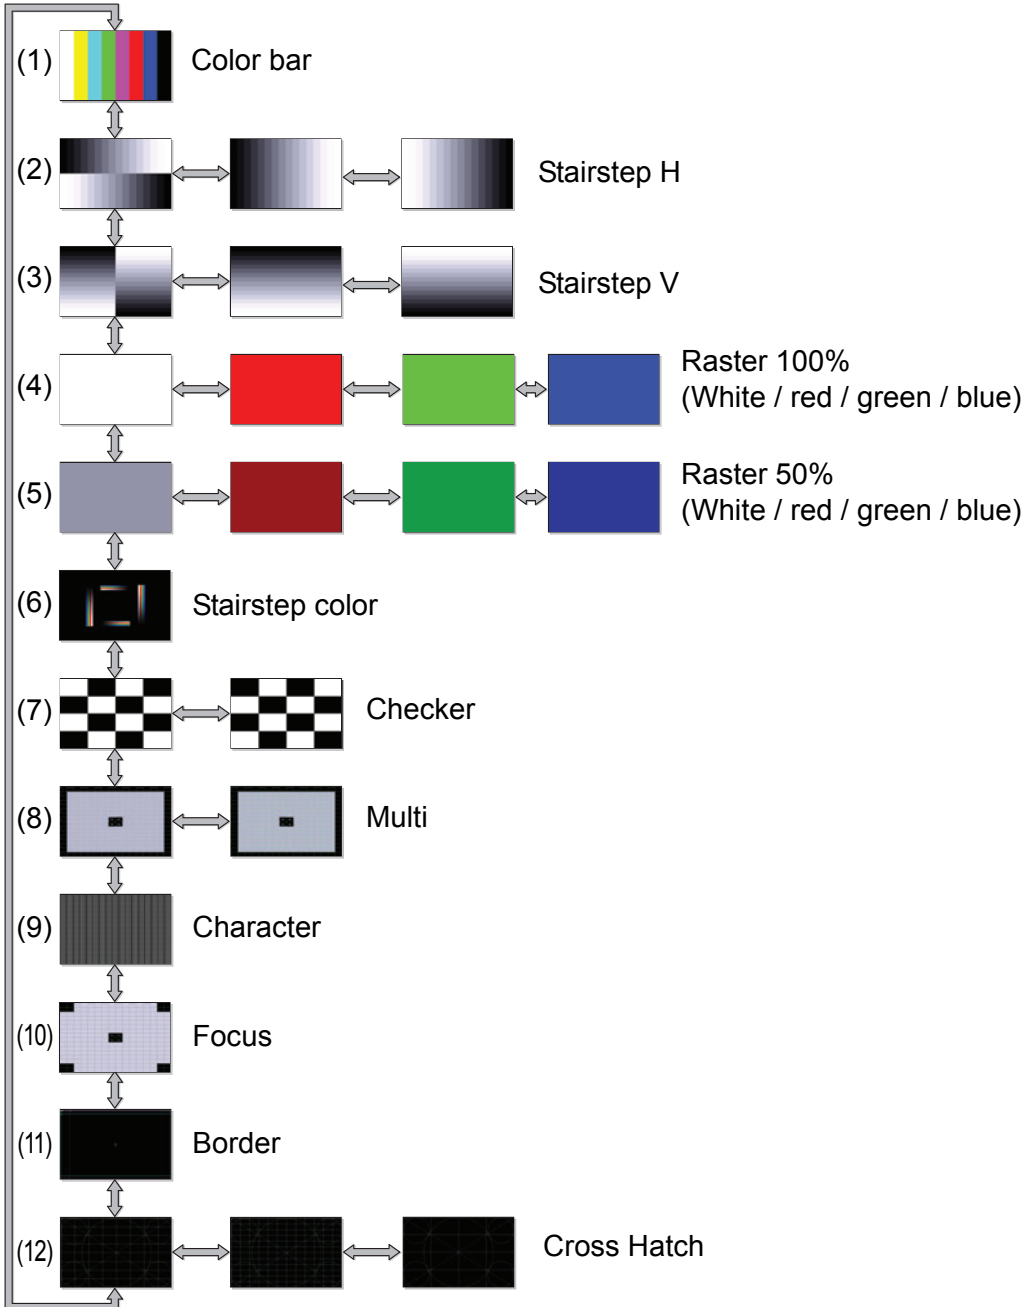 (1) Color bar
(2) Stairstep H
(3) Stairstep V
(4) Raster 100%
(White / red / green / blue)
(5) Raster 50%
(White / red / green / blue)
(6) Stairstep color
(7) Checker
(8) Multi
(9) Character
(10) Focus
(11) Border
(12) Cross Hatch